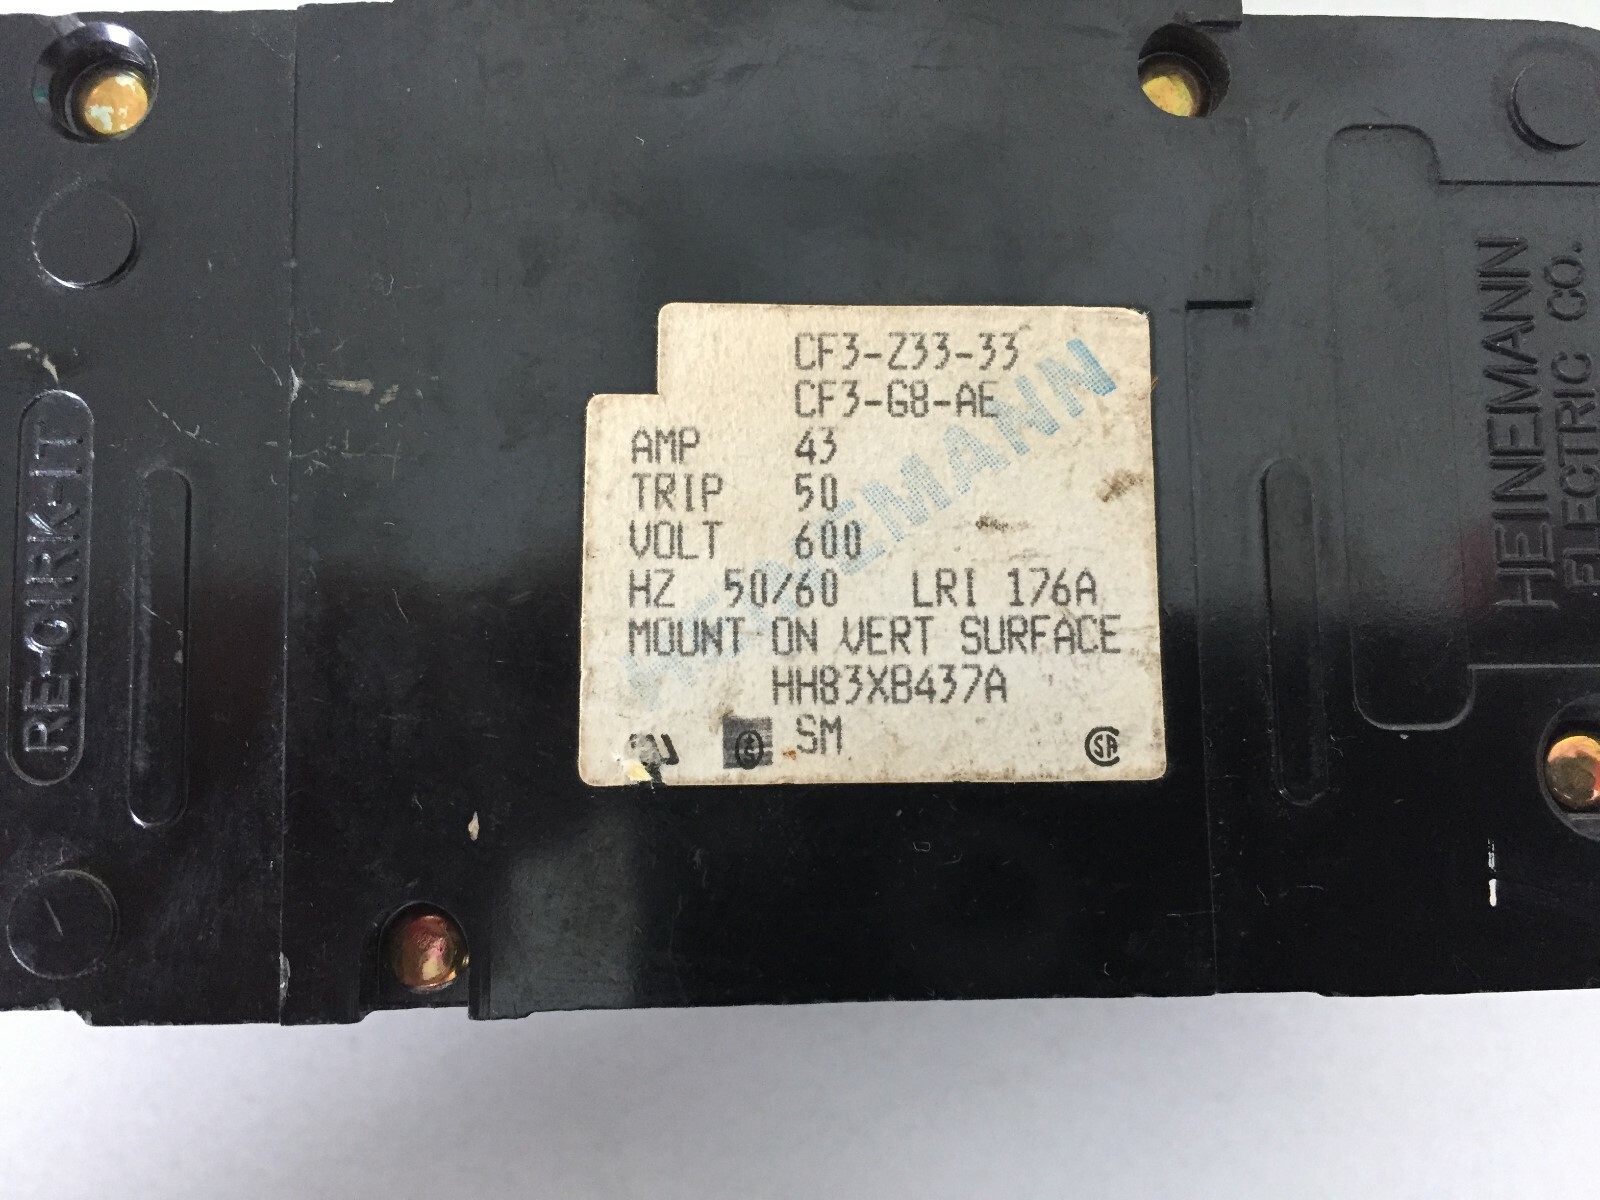 CF3-Z33-33
CF3-G8-AE
AMP 43
TRIP 50
VOLT 600
HZ 50/60 LRI 176A
MOUNT ON VERT SURFACE
HH83XB437A
SM
HEINEMANN
RE-CIRK-IT
HEINEMANN
ELECTRIC CO.